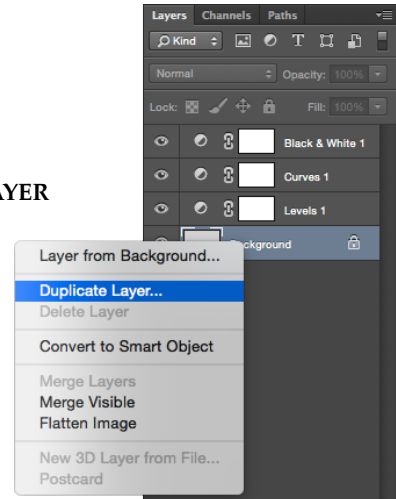 Layers Channels Paths
Kind T
Normal Opacity: 100%
Lock: Fill: 100%
Black & White 1
Curves 1
AYER
Levels 1
Background
Layer from Background...
Duplicate Layer...
Delete Layer
Convert to Smart Object
Merge Layers
Merge Visible
Flatten Image
New 3D Layer from File...
Postcard